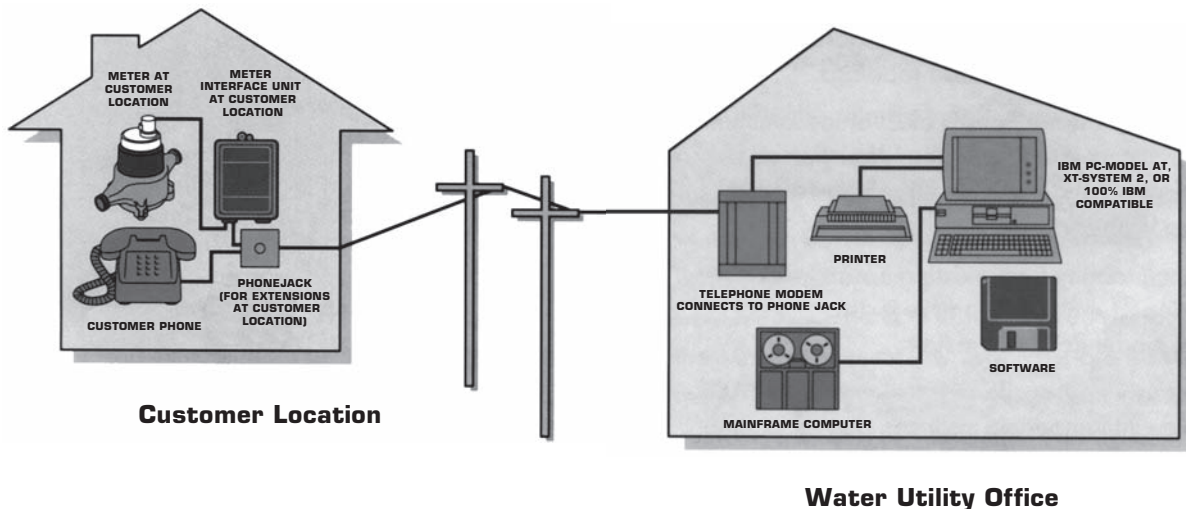 METER AT
CUSTOMER
LOCATION
METER
INTERFACE UNIT
AT CUSTOMER
LOCATION
CUSTOMER PHONE
PHONEJACK
(FOR EXTENSIONS
AT CUSTOMER
LOCATION)
Customer Location
IBM PC-MODEL AT,
XT-SYSTEM 2, OR
100% IBM
COMPATIBLE
PRINTER
TELEPHONE MODEM
CONNECTS TO PHONE JACK
SOFTWARE
MAINFRAME COMPUTER
Water Utility Office